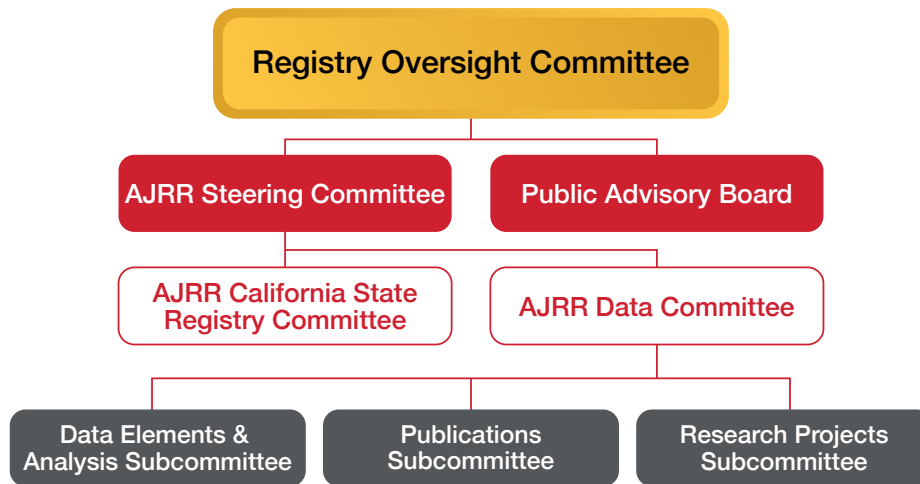 Registry Oversight Committee
AJRR Steering Committee
Public Advisory Board
AJRR California State
Registry Committee
AJRR Data Committee
Data Elements &
Analysis Subcommittee
Publications
Subcommittee
Research Projects
Subcommittee